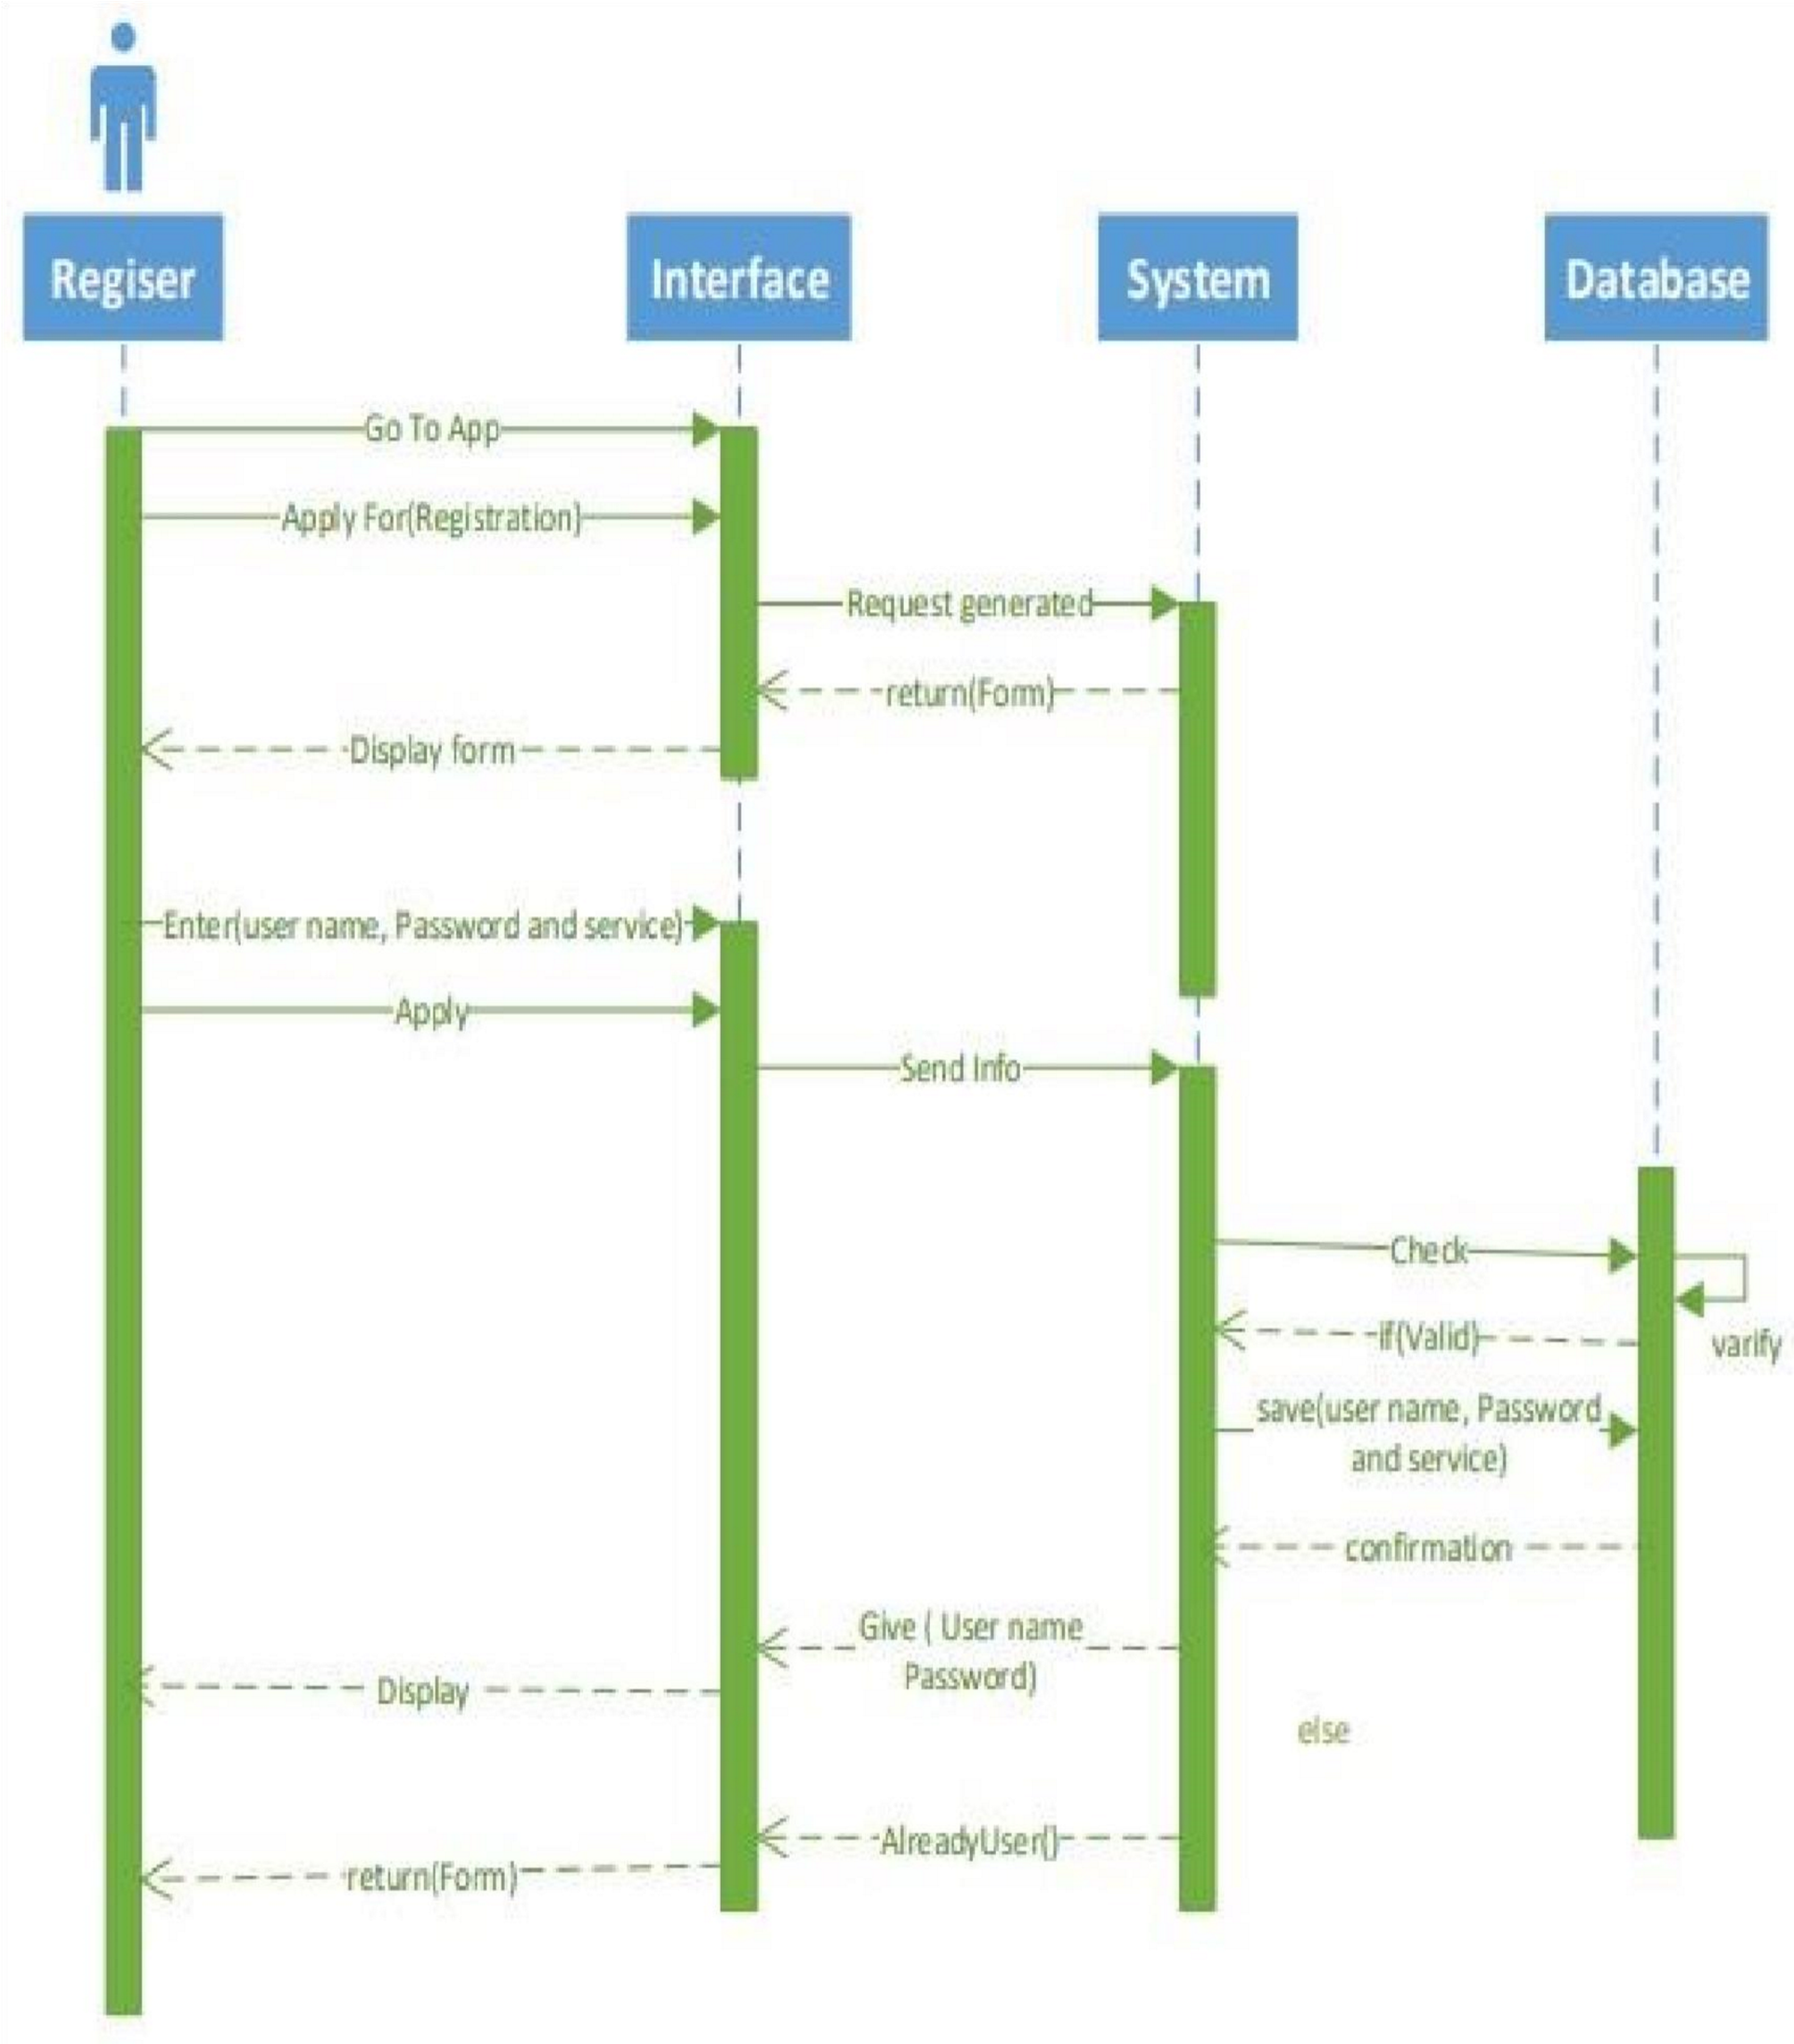 Regiser
Interface
System
Database
Go To App
Apply For(Registration)
Request generated
return(Form)
Display form
Enter(user name, Password and service)
Apply
Send Info
Check
if(Valid)
varify
save(user name, Password
and service)
confirmation
Give ( User name
Password)
Display
else
AlreadyUser()
return(Form)